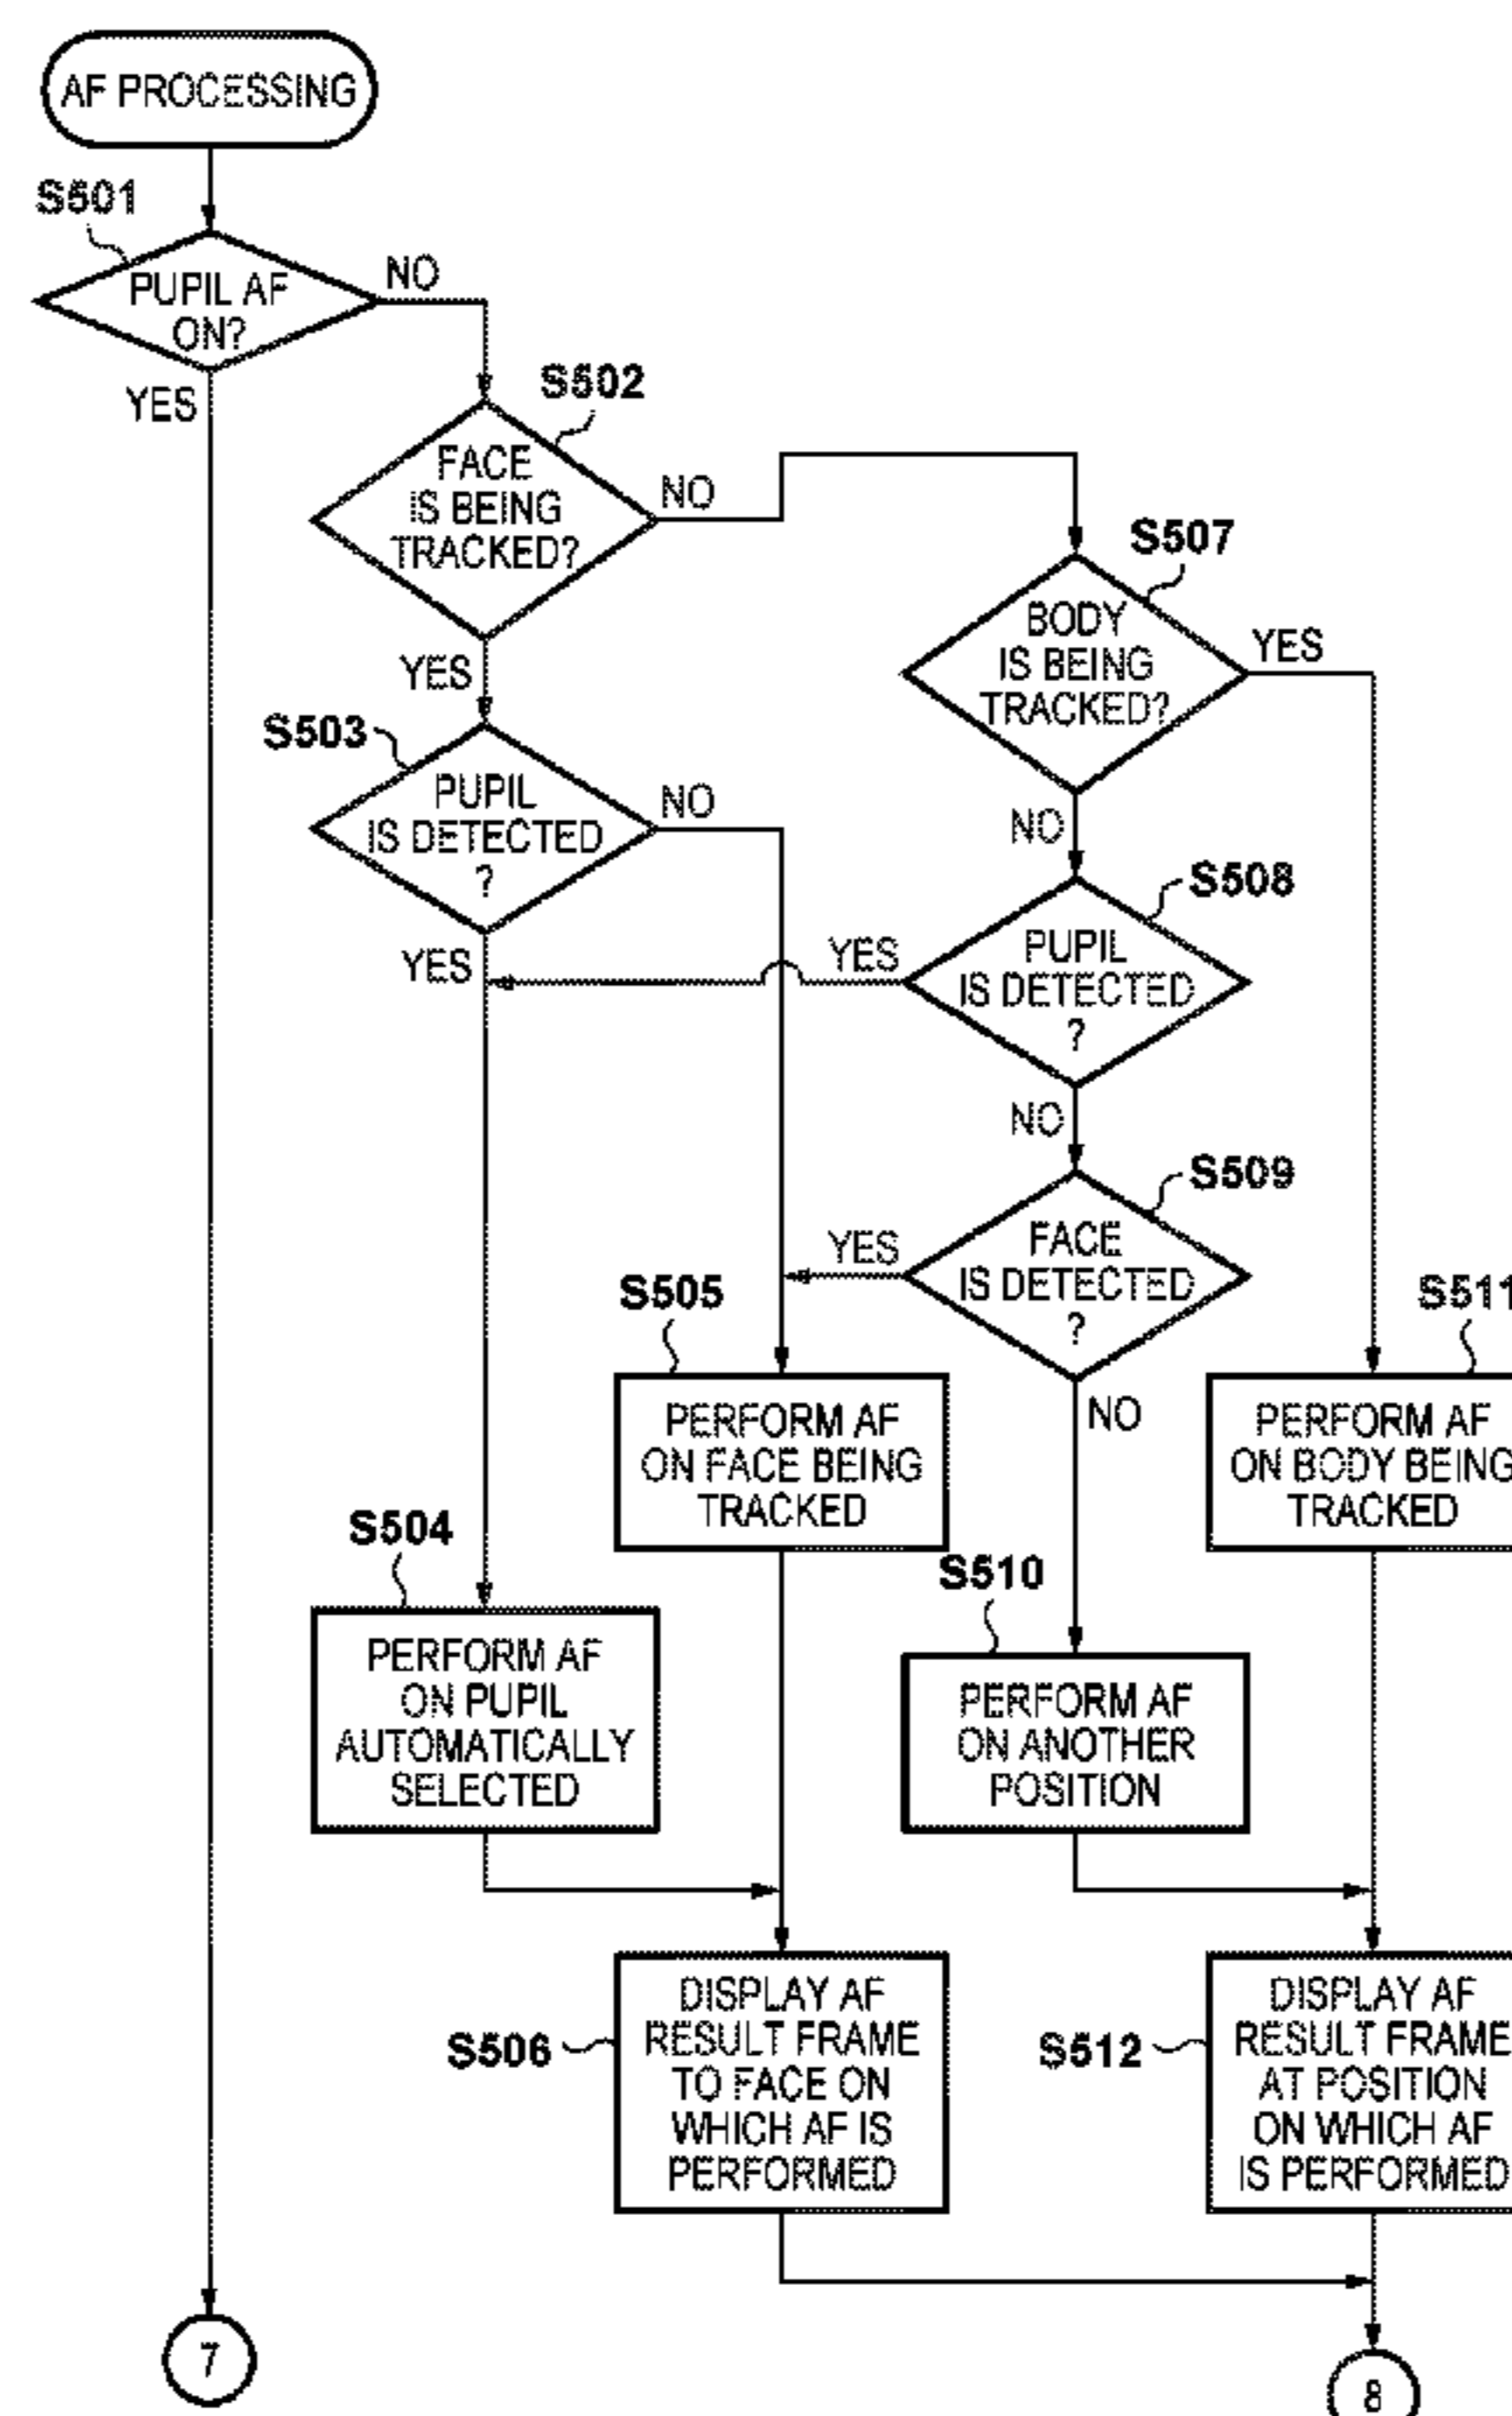 AF PROCESSING
S501
PUPIL AF
ON?
NO
YES
S502
FACE
IS BEING
TRACKED?
NO
YES
S507
BODY
IS BEING
TRACKED?
YES
NO
S503
PUPIL
IS DETECTED
?
NO
YES
S508
PUPIL
IS DETECTED
?
YES
NO
S509
FACE
IS DETECTED
?
YES
NO
S505
PERFORM AF
ON FACE BEING
TRACKED
S511
PERFORM AF
ON BODY BEING
TRACKED
S504
PERFORM AF
ON PUPIL
AUTOMATICALLY
SELECTED
S510
PERFORM AF
ON ANOTHER
POSITION
S506
DISPLAY AF
RESULT FRAME
TO FACE ON
WHICH AF IS
PERFORMED
S512
DISPLAY AF
RESULT FRAME
AT POSITION
ON WHICH AF
IS PERFORMED
7
8